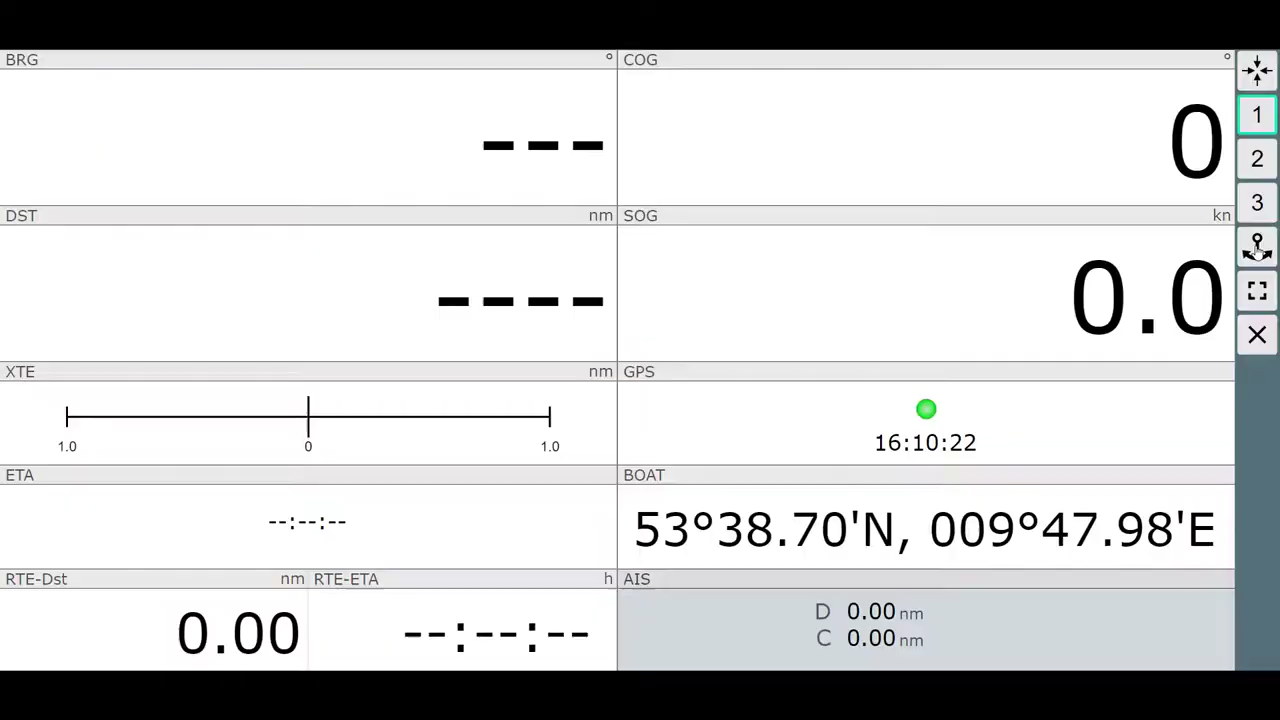 BRG °
---
COG °
0
1
2
3
DST nm
----
SOG kn
0.0
XTE nm
1.0 0 1.0
GPS
16:10:22
ETA
--:--:--
BOAT
53°38.70'N, 009°47.98'E
RTE-Dst nm
0.00
RTE-ETA h
--:--:--
AIS
D 0.00 nm
C 0.00 nm